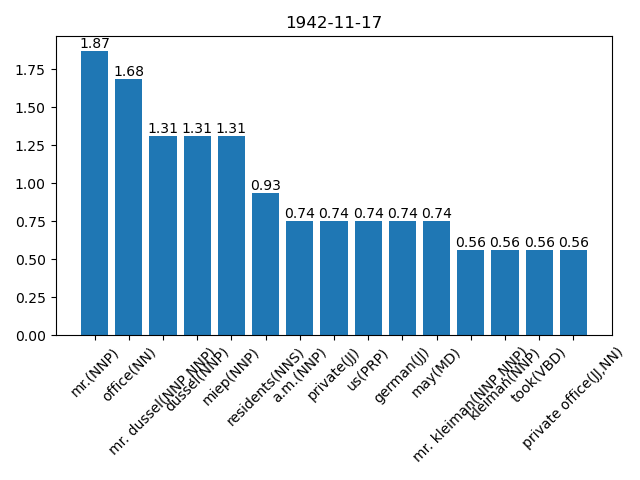 1942-11-17
1.87
1.68
1.31
1.31
1.31
0.93
0.74
0.74
0.74
0.74
0.74
0.56
0.56
0.56
0.56
1.75
1.50
1.25
1.00
0.75
0.50
0.25
0.00
mr.(NNP)
office(NN)
mr. dussel(NNP,NNP)
dussel(NNP)
miep(NNP)
residents(NNS)
a.m.(NNP)
private(JJ)
us(PRP)
german(JJ)
may(MD)
mr. kleiman(NNP,NNP)
kleiman(NNP)
took(VBD)
private office(JJ,NN)